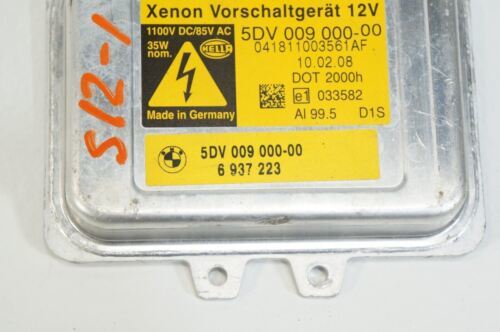 Xenon Vorschaltgerät 12V
1100V DC/85V AC
35W
nom.
HELLA
Made in Germany
5DV 009 000-00
041811003561AF
10.02.08
DOT 2000h
e1 033582
AI 99.5 D1S
BMW
5DV 009 000-00
6 937 223
S12-1